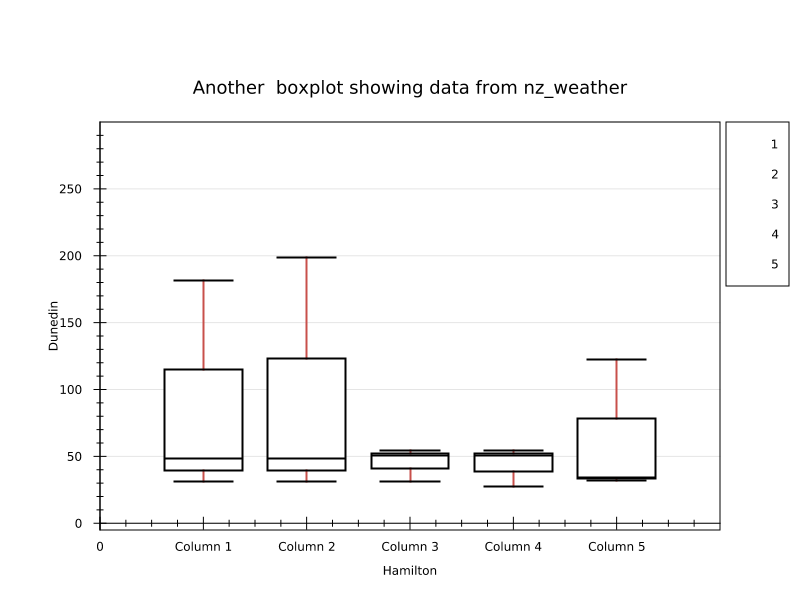 Another  boxplot showing data from nz_weather
1
2
3
4
5
250
200
150
100
50
0
Dunedin
0
Column 1
Column 2
Column 3
Column 4
Column 5
Hamilton